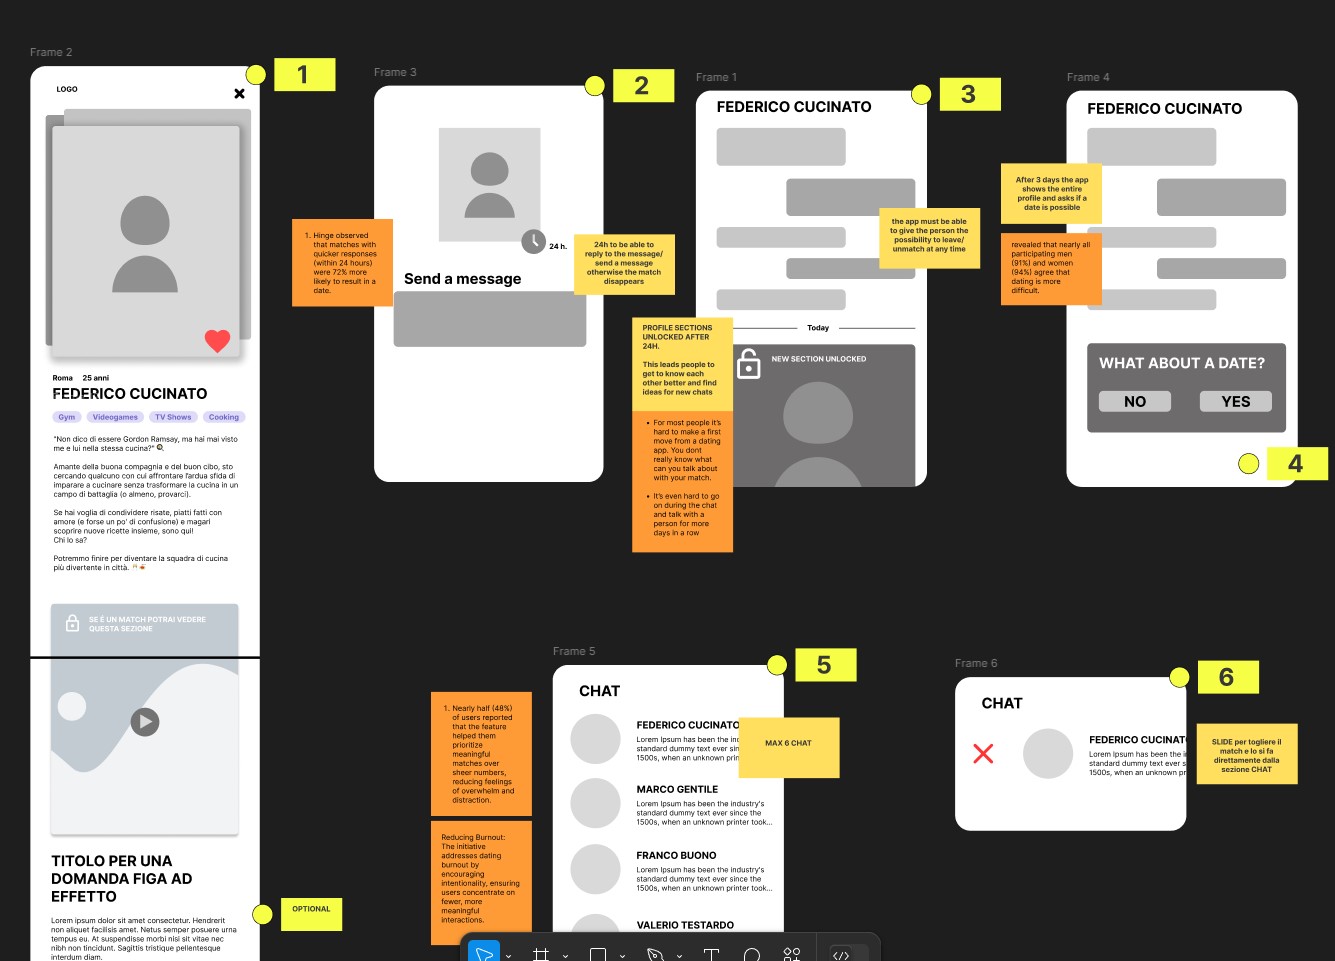 Frame 2
1
LOGO
Roma 25 anni
FEDERICO CUCINATO
Gym Videogames TV Shows Cooking
"Non dico di essere Gordon Ramsay, ma hai mai visto
me e lui nella stessa cucina?" 🍳
Amante della buona compagnia e del buon cibo, sto
cercando qualcuno con cui affrontare l'ardua sfida di
imparare a cucinare senza trasformare la cucina in un
campo di battaglia (o almeno, provarci).
Se hai voglia di condividere risate, piatti fatti con
amore (e forse un po' di confusione) e magari
scoprire nuove ricette insieme, sono qui!
Chi lo sa?
Potremmo finire per diventare la squadra di cucina
più divertente in città.
SE È UN MATCH POTRAI VEDERE
QUESTA SEZIONE
TITOLO PER UNA
DOMANDA FIGA AD
EFFETTO
Lorem ipsum dolor sit amet consectetur. Hendrerit
non aliquet facilisis amet. Netus semper posuere urna
tempus eu. At suspendisse morbi nisi sit vitae nec
nibh non tincidunt. Sagittis tristique pellentesque
interdum diam.
OPTIONAL
Frame 3
2
1. Hinge observed
that matches with
quicker responses
(within 24 hours)
were 72% more
likely to result in a
date.
24 h.
24h to be able to
reply to the message/
send a message
otherwise the match
disappears
Send a message
Frame 1
3
FEDERICO CUCINATO
the app must be able
to give the person the
possibility to leave/
unmatch at any time
Today
PROFILE SECTIONS
UNLOCKED AFTER
24H.
This leads people to
get to know each
other better and find
ideas for new chats
NEW SECTION UNLOCKED
• For most people it's
hard to make a first
move from a dating
app. You dont
really know what
can you talk about
with your match.
• It's even hard to go
on during the chat
and talk with a
person for more
days in a row
Frame 4
FEDERICO CUCINATO
After 3 days the app
shows the entire
profile and asks if a
date is possible
revealed that nearly all
participating men
(91%) and women
(94%) agree that
dating is more
difficult.
WHAT ABOUT A DATE?
NO YES
4
Frame 5
5
CHAT
1. Nearly half (48%)
of users reported
that the feature
helped them
prioritize
meaningful
matches over
sheer numbers,
reducing feelings
of overwhelm and
distraction.
Reducing Burnout:
The initiative
addresses dating
burnout by
encouraging
intentionality, ensuring
users concentrate on
fewer, more
meaningful
interactions.
FEDERICO CUCINATO
Lorem Ipsum has been the in
standard dummy text ever sin
1500s, when an unknown prin
MAX 6 CHAT
MARCO GENTILE
Lorem Ipsum has been the industry's
standard dummy text ever since the
1500s, when an unknown printer took...
FRANCO BUONO
Lorem Ipsum has been the industry's
standard dummy text ever since the
1500s, when an unknown printer took...
VALERIO TESTARDO
Frame 6
6
CHAT
FEDERICO CUCINAT
Lorem Ipsum has been the i
standard dummy text ever s
1500s, when an unknown pr
SLIDE per togliere il
match e lo si fa
direttamente dalla
sezione CHAT